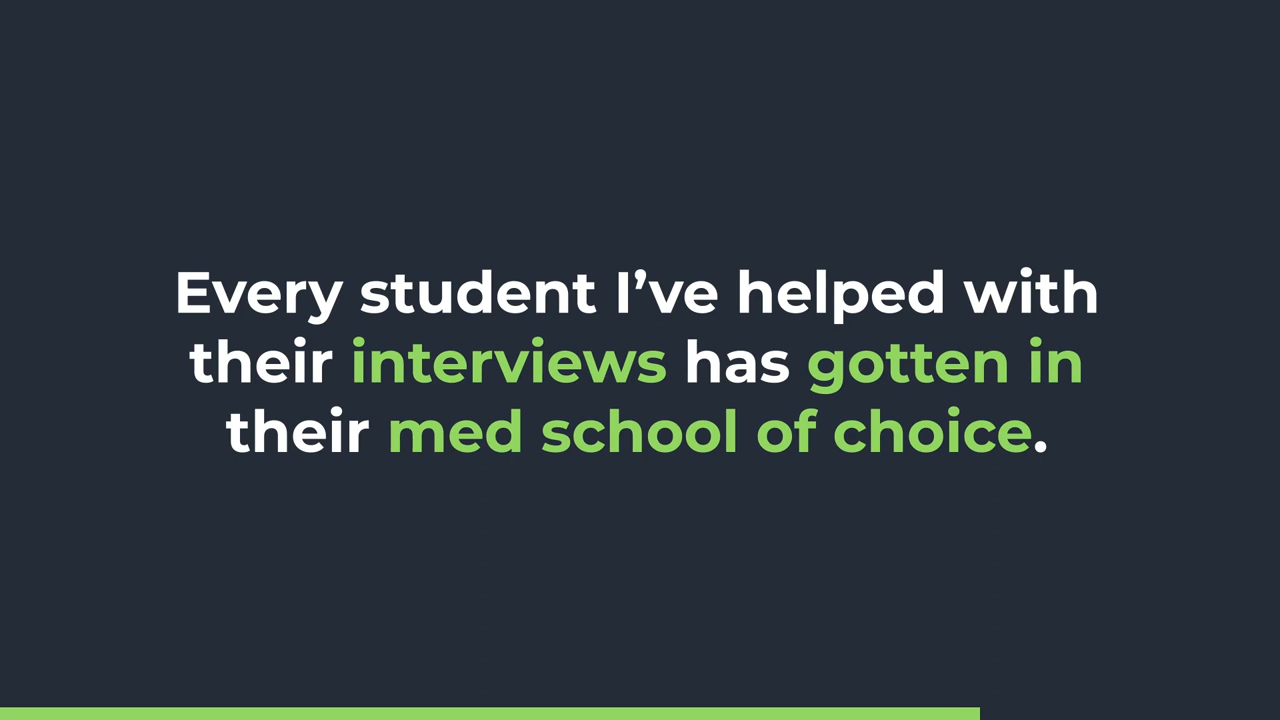 Every student I’ve helped with
their interviews has gotten in
their med school of choice.